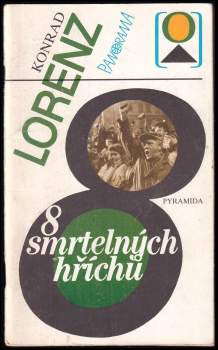 KONRAD
LORENZ
PANORAMA
PYRAMIDA
8
smrtelných
hříchů